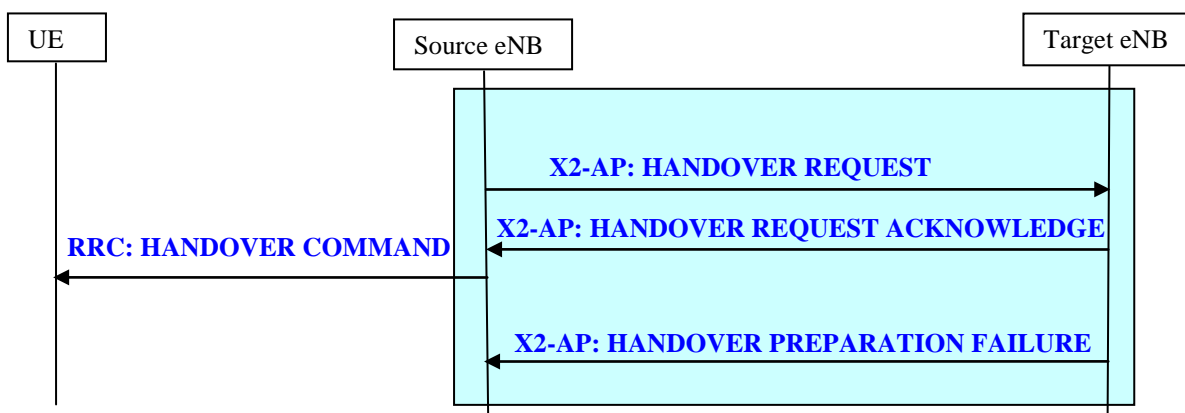 UE
Source eNB
Target eNB
X2-AP: HANDOVER REQUEST
X2-AP: HANDOVER REQUEST ACKNOWLEDGE
RRC: HANDOVER COMMAND
X2-AP: HANDOVER PREPARATION FAILURE